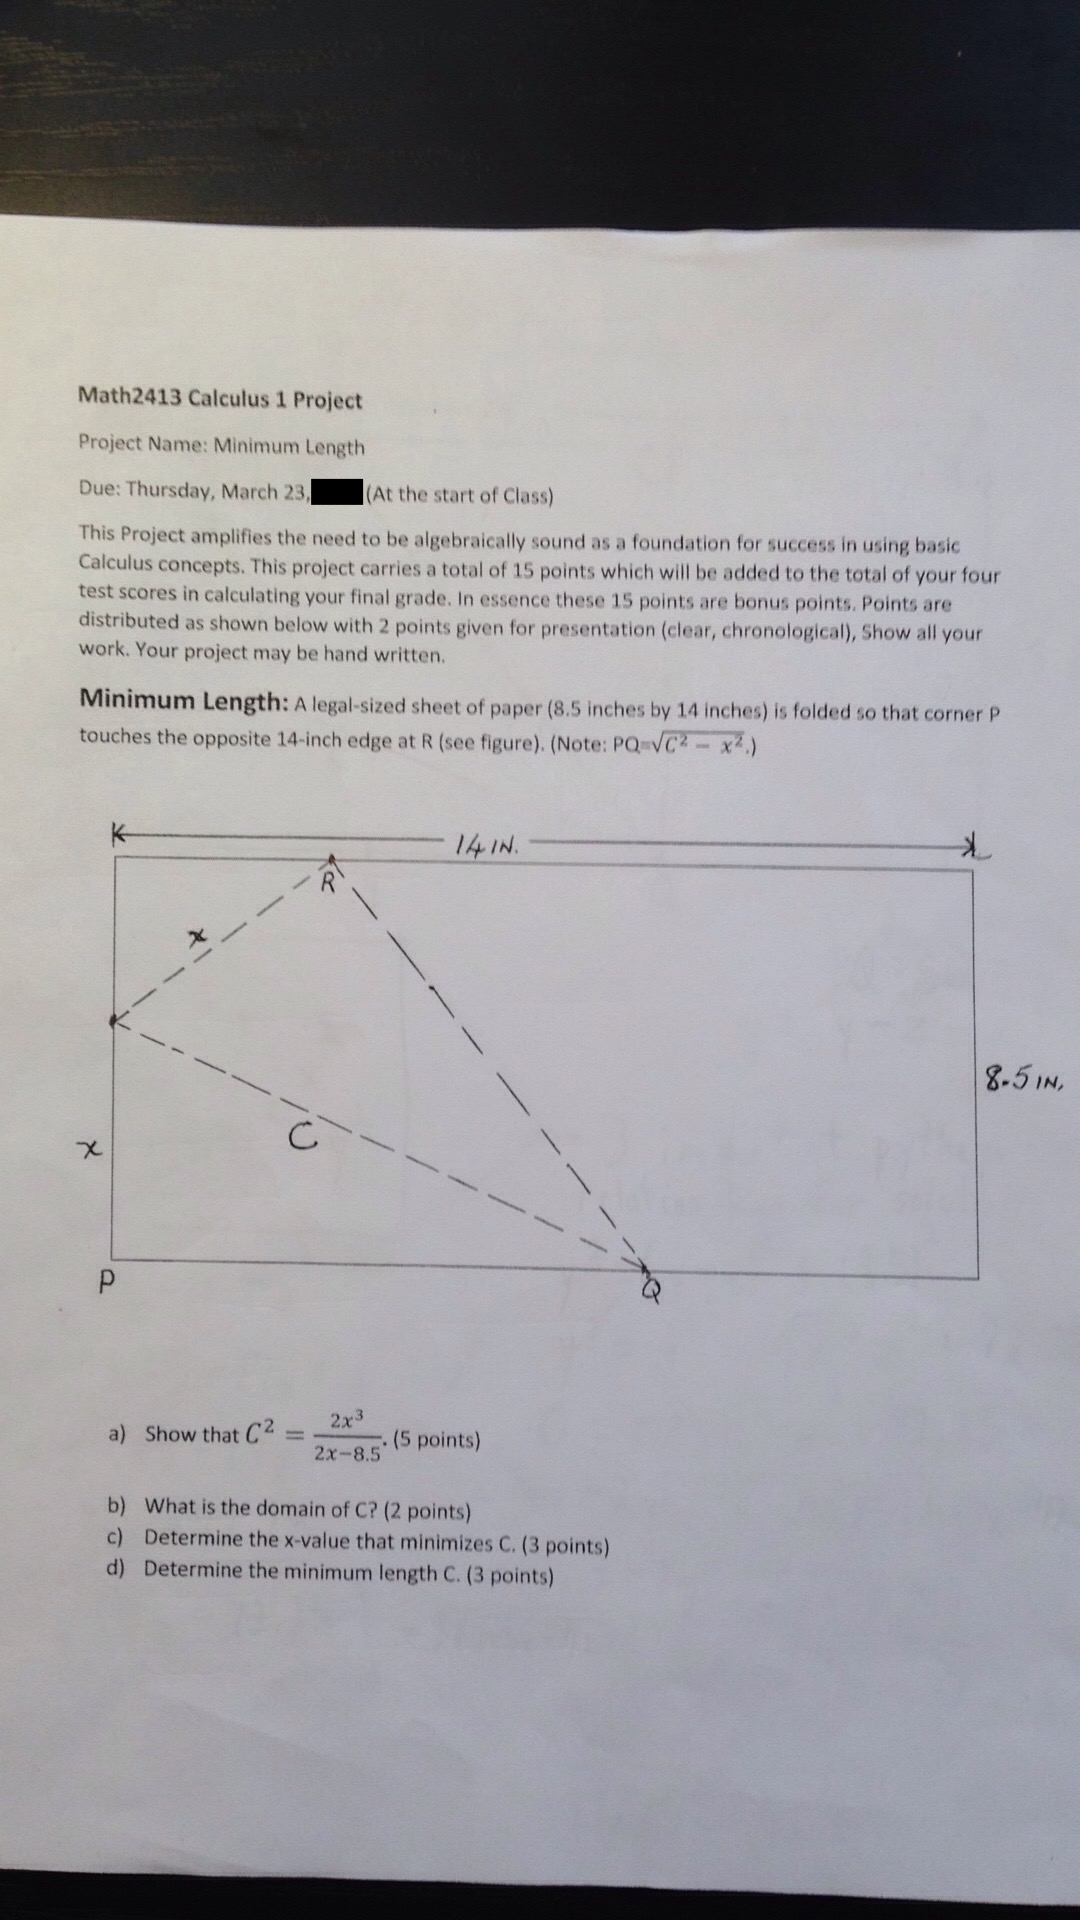 Math2413 Calculus 1 Project
Project Name: Minimum Length
Due: Thursday, March 23, (At the start of Class)
This Project amplifies the need to be algebraically sound as a foundation for success in using basic
Calculus concepts. This project carries a total of 15 points which will be added to the total of your four
test scores in calculating your final grade. In essence these 15 points are bonus points. Points are
distributed as shown below with 2 points given for presentation (clear, chronological), Show all your
work. Your project may be hand written.
Minimum Length: A legal-sized sheet of paper (8.5 inches by 14 inches) is folded so that corner P
touches the opposite 14-inch edge at R (see figure). (Note: PQ=√C² − x².)
14 IN.
R
x
8.5 IN,
C
x
P
Q
a) Show that C² = 2x³/2x−8.5. (5 points)
b) What is the domain of C? (2 points)
c) Determine the x-value that minimizes C. (3 points)
d) Determine the minimum length C. (3 points)